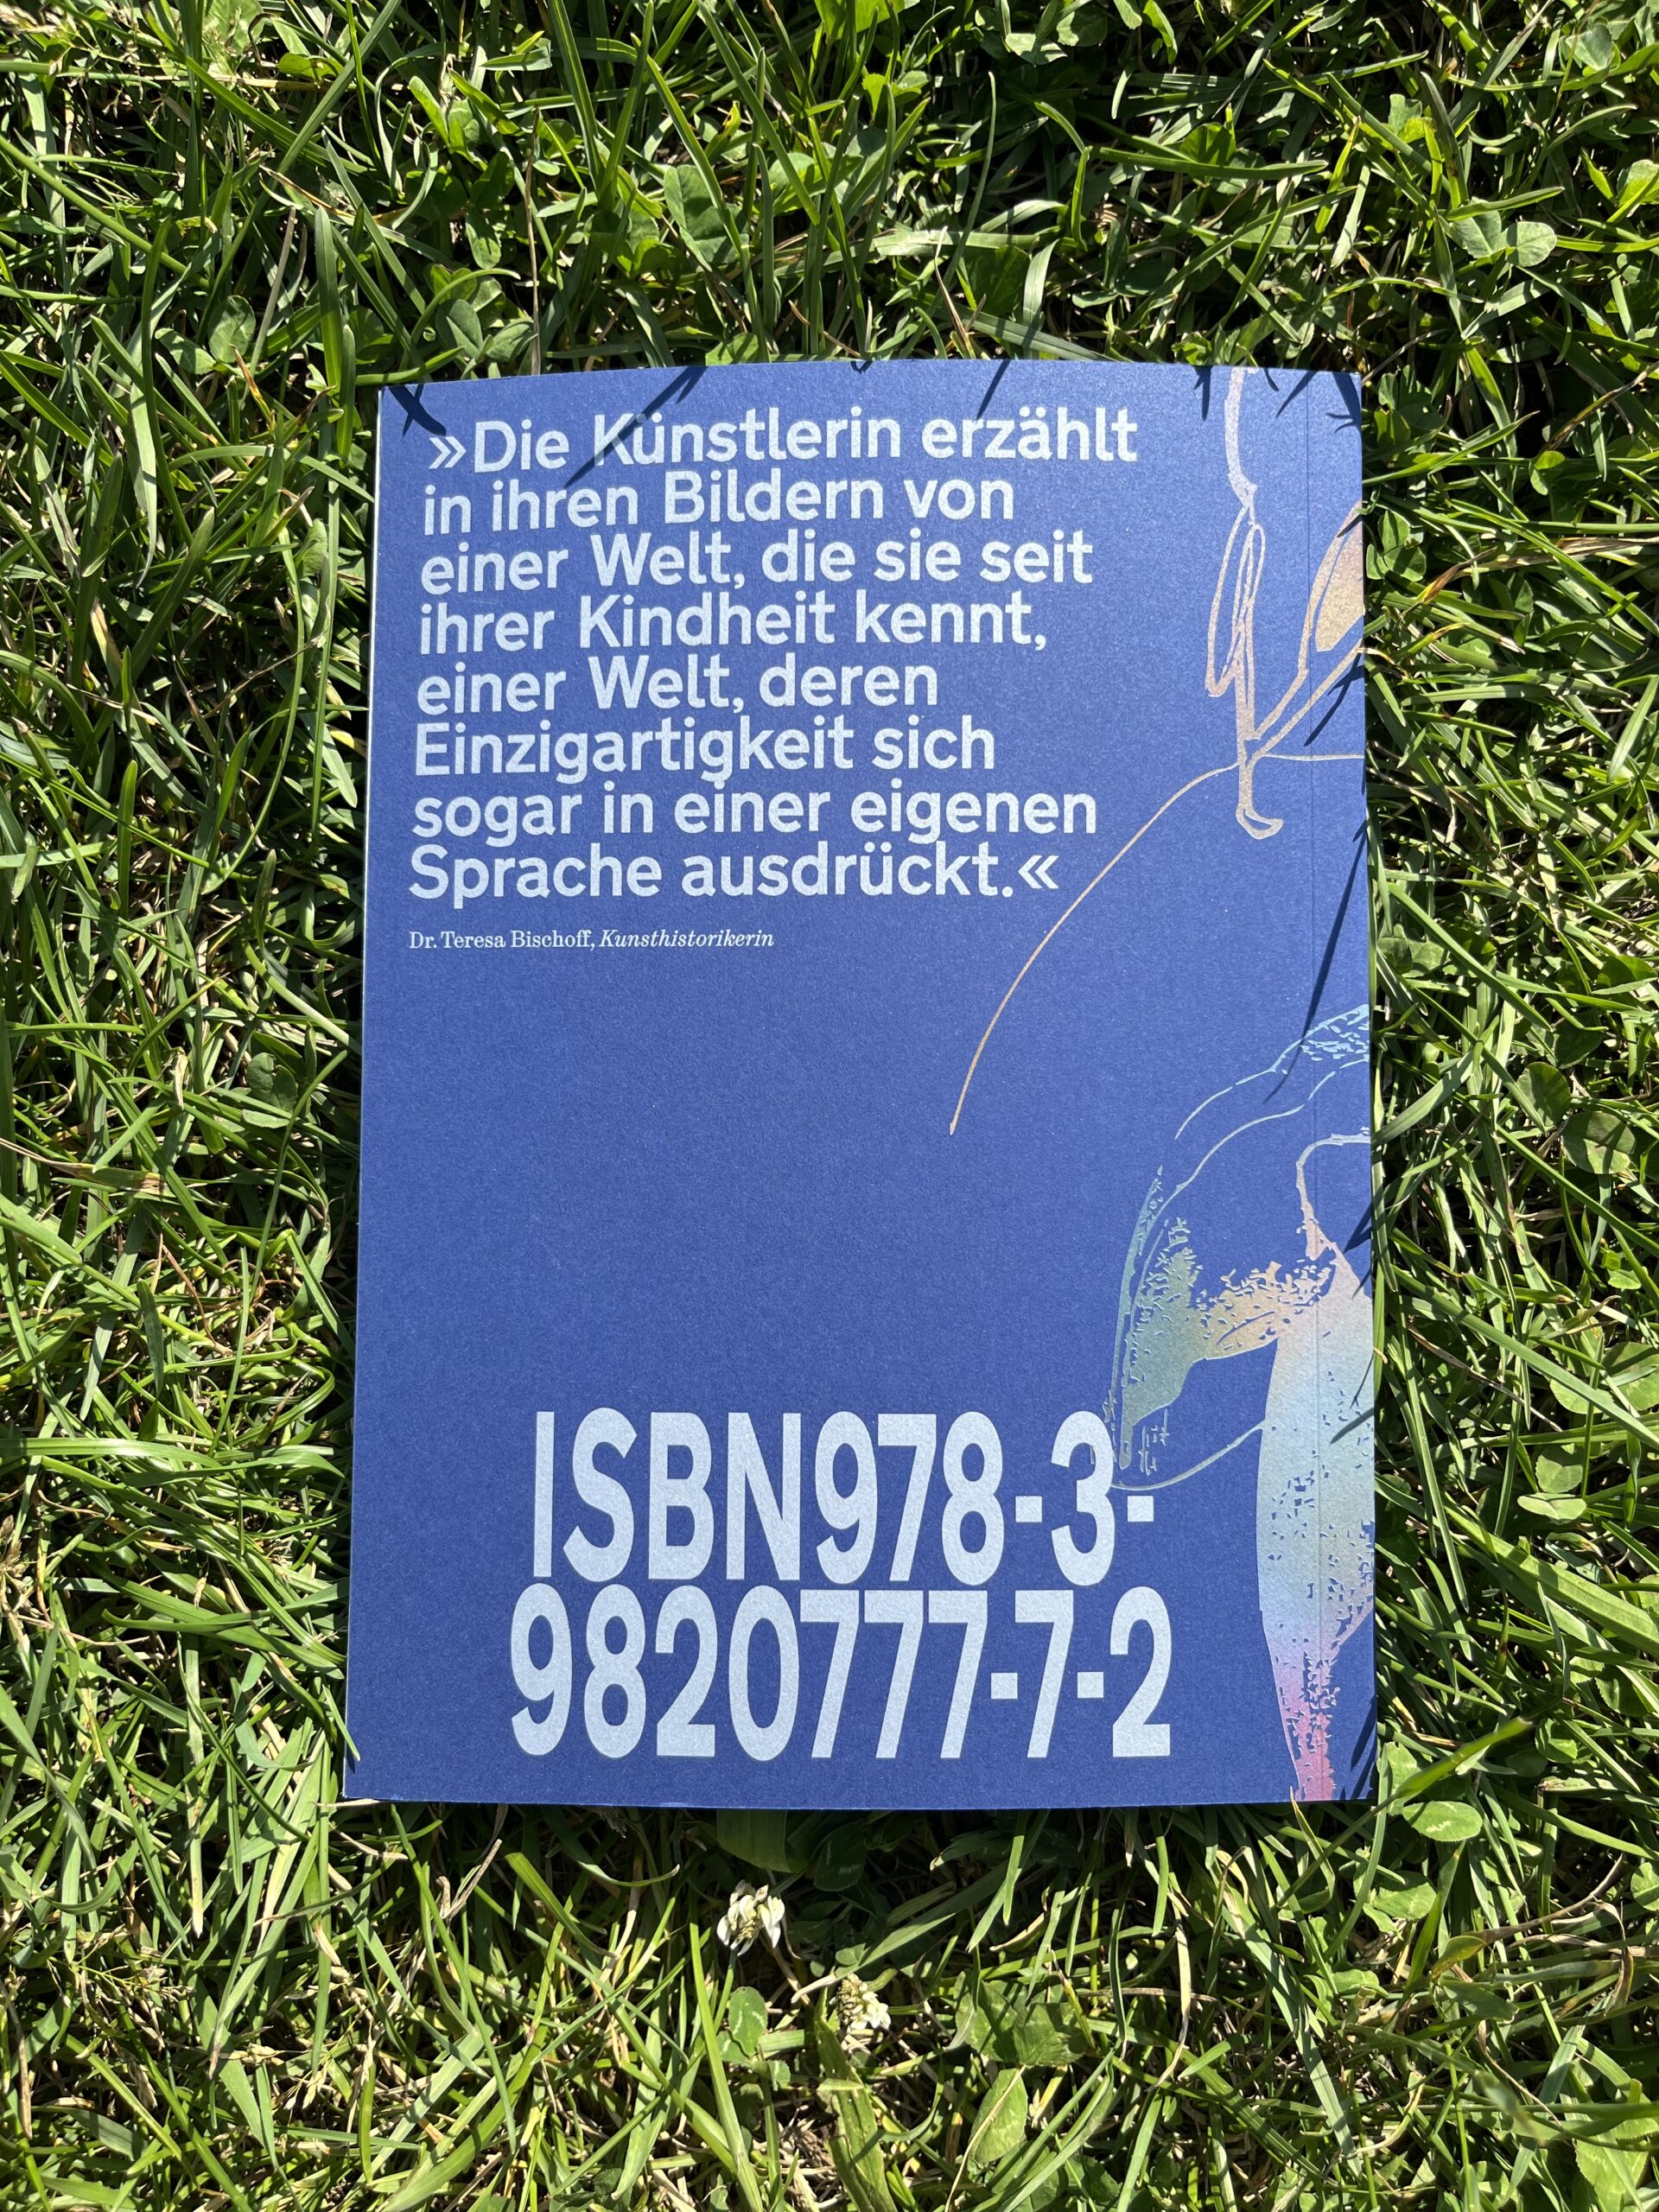 »Die Künstlerin erzählt
in ihren Bildern von
einer Welt, die sie seit
ihrer Kindheit kennt,
einer Welt, deren
Einzigartigkeit sich
sogar in einer eigenen
Sprache ausdrückt.«
Dr. Teresa Bischoff, Kunsthistorikerin
ISBN978-3-
9820777-7-2